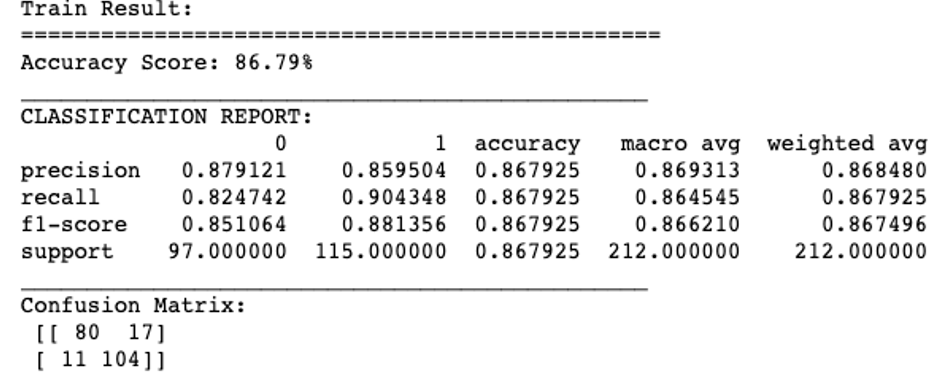 Train Result:
================================================
Accuracy Score: 86.79%
_______________________________________________
CLASSIFICATION REPORT:
0 1 accuracy macro avg weighted avg
precision 0.879121 0.859504 0.867925 0.869313 0.868480
recall 0.824742 0.904348 0.867925 0.864545 0.867925
f1-score 0.851064 0.881356 0.867925 0.866210 0.867496
support 97.000000 115.000000 0.867925 212.000000 212.000000
_______________________________________________
Confusion Matrix:
[[ 80 17]
[ 11 104]]